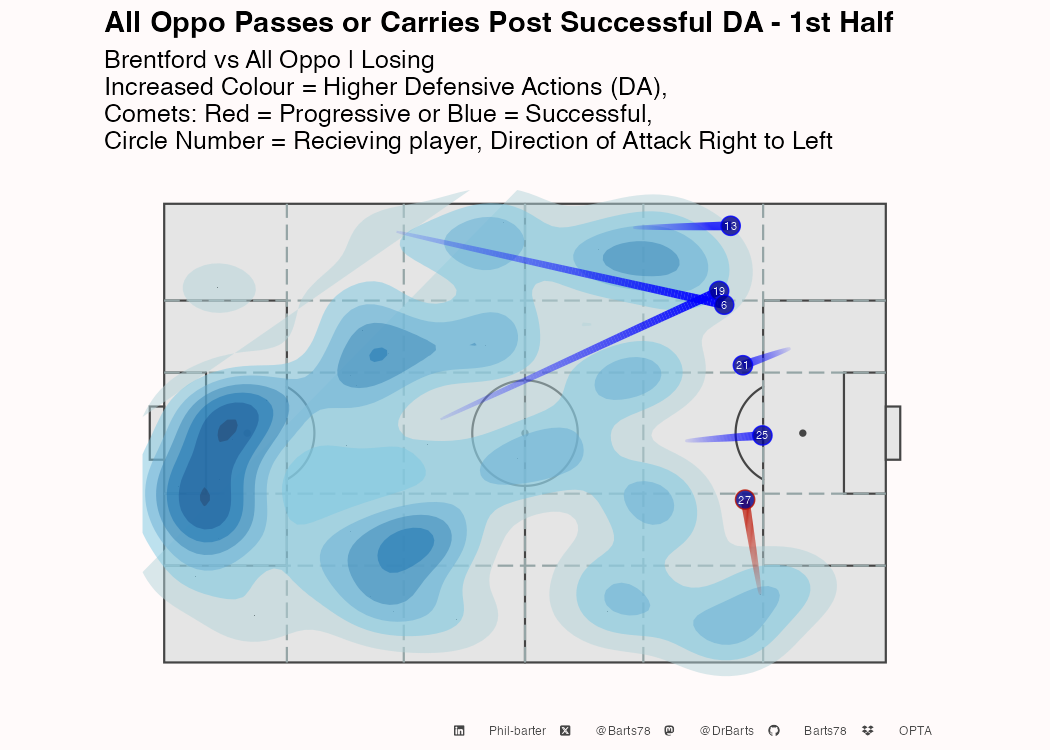 All Oppo Passes or Carries Post Successful DA - 1st Half
Brentford vs All Oppo | Losing
Increased Colour = Higher Defensive Actions (DA),
Comets: Red = Progressive or Blue = Successful,
Circle Number = Recieving player, Direction of Attack Right to Left
13
19
6
21
25
27
Phil-barter @Barts78 @DrBarts Barts78 OPTA